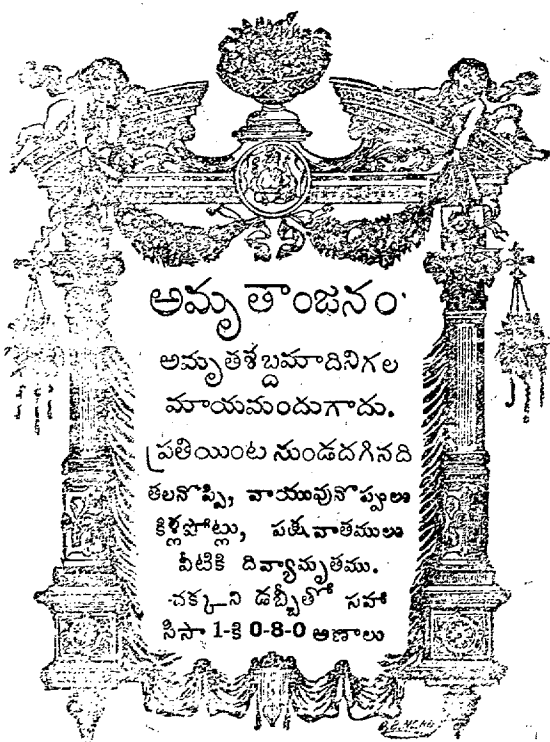 అమృతాంజనం
అమృతశబ్దమాదినిగల
మాయమందుగాదు.
ప్రతియింట నుండదగినది
తలనొప్పి, వాయువునొప్పులు
కీళ్లపోట్లు, పక్షవాతములు
వీటికి దివ్యామృతము.
చక్కని డబ్బీతో సహా
సీసా 1-కి 0-8-0 అణాలు